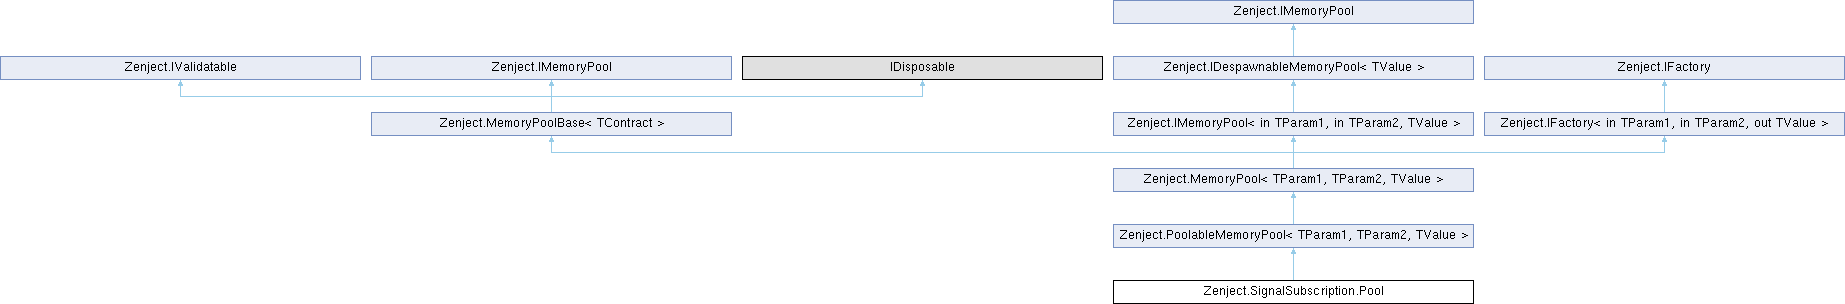 Zenject.IMemoryPool
Zenject.IValidatable
Zenject.IMemoryPool
IDisposable
Zenject.IDespawnableMemoryPool< TValue >
Zenject.IFactory
Zenject.MemoryPoolBase< TContract >
Zenject.IMemoryPool< in TParam1, in TParam2, TValue >
Zenject.IFactory< in TParam1, in TParam2, out TValue >
Zenject.MemoryPool< TParam1, TParam2, TValue >
Zenject.PoolableMemoryPool< TParam1, TParam2, TValue >
Zenject.SignalSubscription.Pool